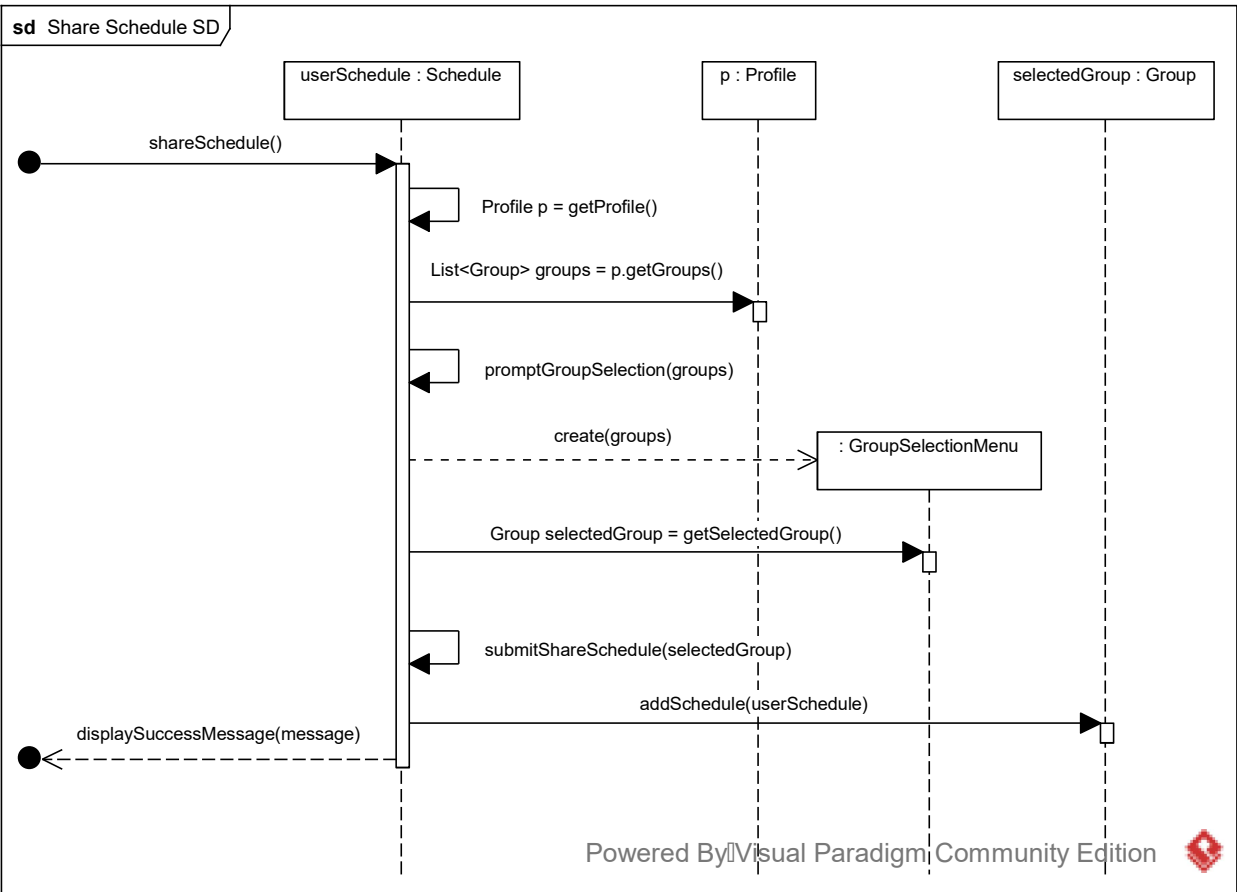 sd Share Schedule SD
userSchedule : Schedule
p : Profile
selectedGroup : Group
shareSchedule()
Profile p = getProfile()
List<Group> groups = p.getGroups()
promptGroupSelection(groups)
create(groups)
: GroupSelectionMenu
Group selectedGroup = getSelectedGroup()
submitShareSchedule(selectedGroup)
addSchedule(userSchedule)
displaySuccessMessage(message)
Powered By Visual Paradigm Community Edition